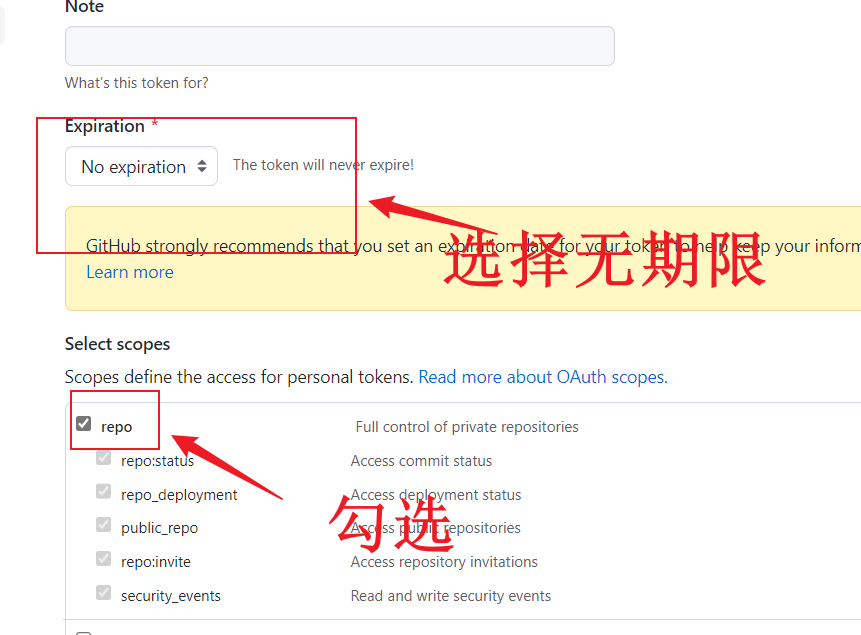 Note
What's this token for?
Expiration *
No expiration
The token will never expire!
GitHub strongly recommends that you set an expiration date for your token to help keep your inform
选择无期限
Learn more
Select scopes
Scopes define the access for personal tokens. Read more about OAuth scopes.
repo
Full control of private repositories
repo:status
Access commit status
repo_deployment
Access deployment status
勾选
public_repo
Access public repositories
repo:invite
Access repository invitations
security_events
Read and write security events